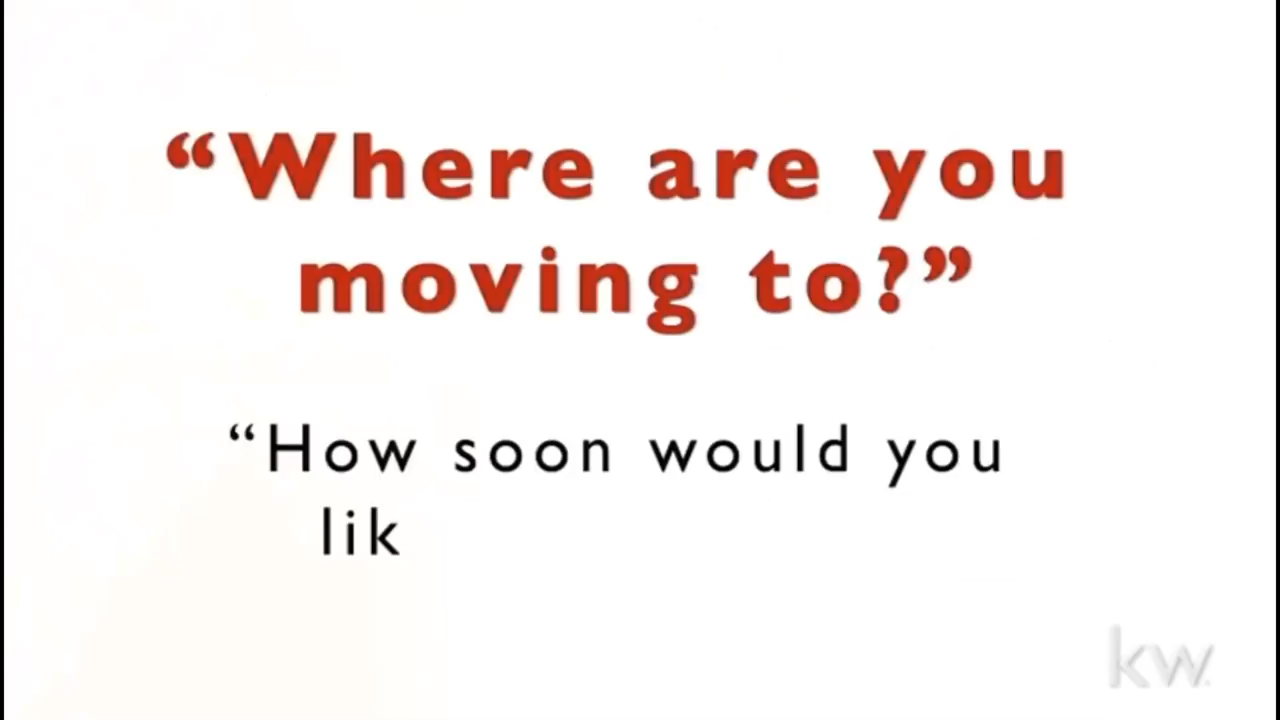 “Where are you
moving to?”
“How soon would you
lik
kw.